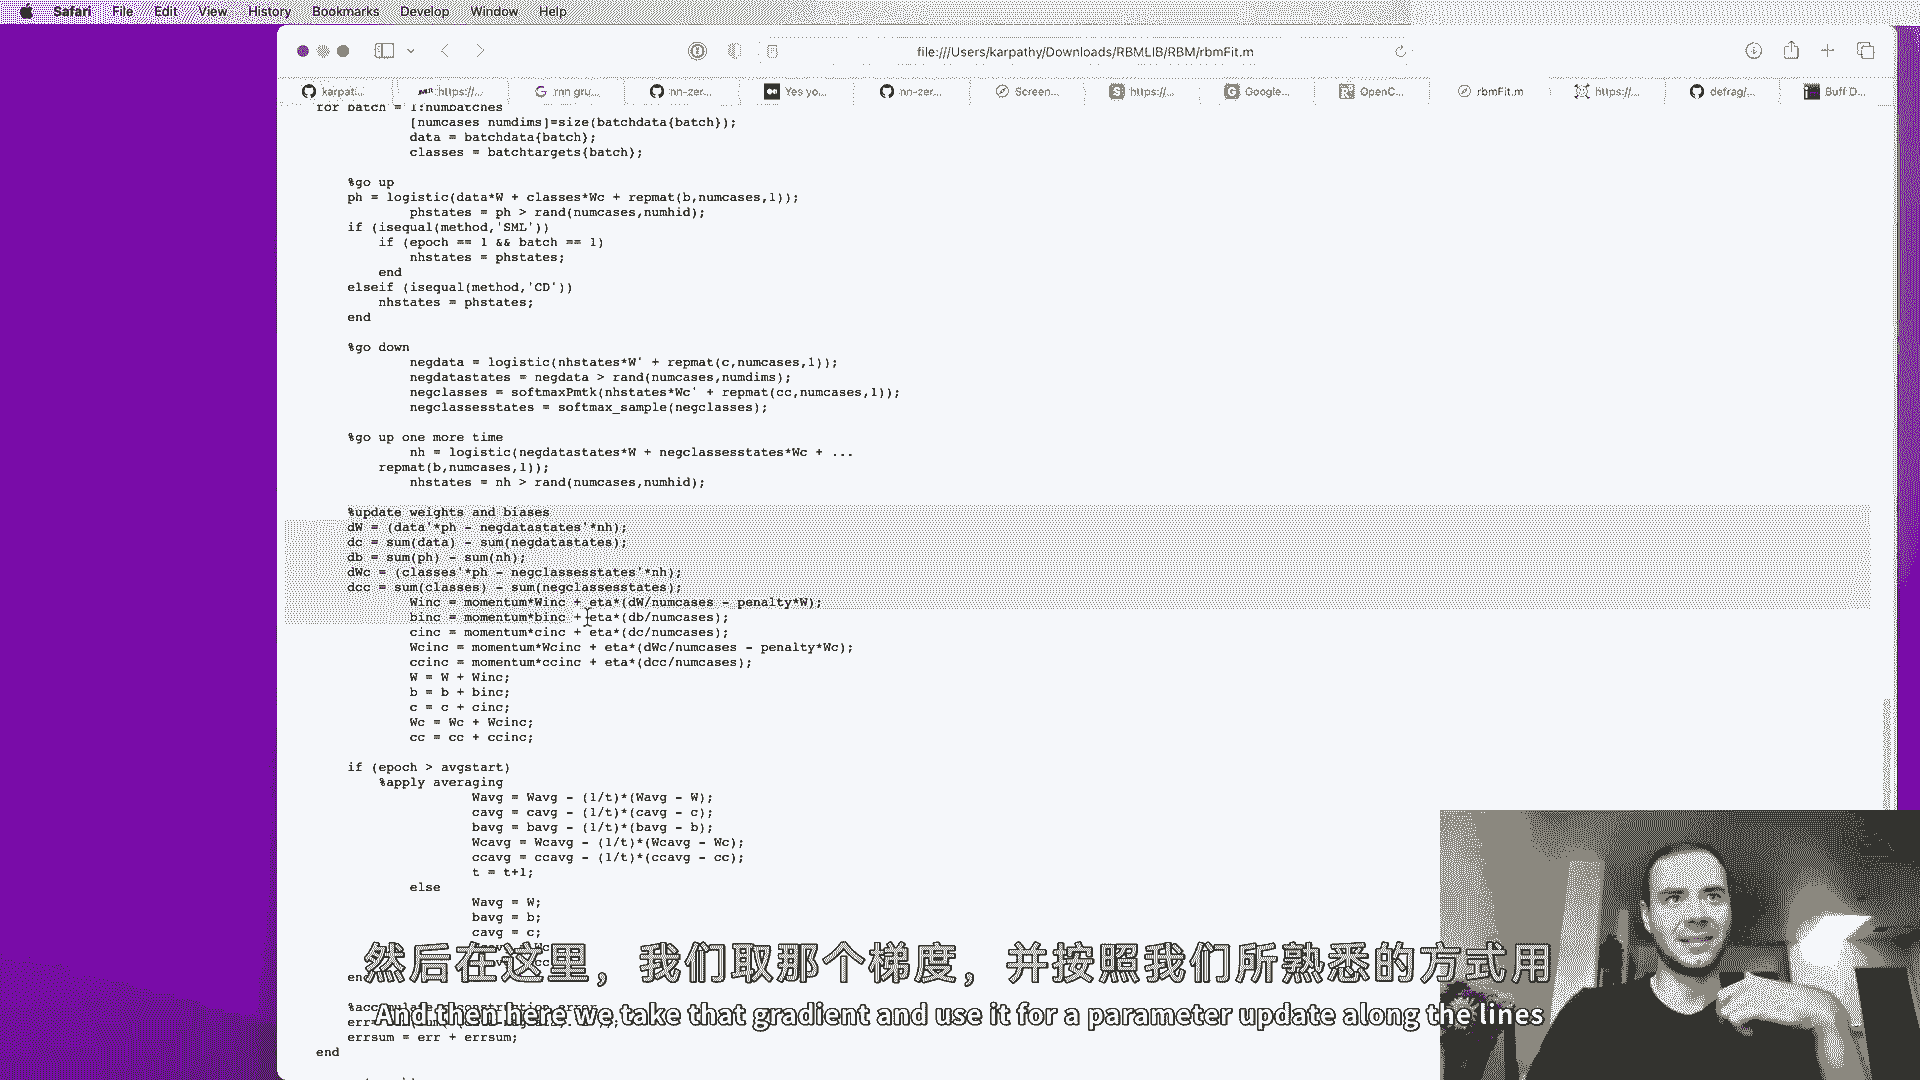 Safari File Edit View History Bookmarks Develop Window Help
file:///Users/karpathy/Downloads/RBMLIB/RBM/rbmFit.m
karpat... https://... rnn gru... nn-zer... Yes yo... nn-zer... Screen... https://... Google... OpenC... rbmFit.m https://... defrag/... Buff D...
for batch = 1:numbatches
[numcases numdims]=size(batchdata{batch});
data = batchdata{batch};
classes = batchtargets{batch};
%go up
ph = logistic(data*W + classes*Wc + repmat(b,numcases,1));
phstates = ph > rand(numcases,numhid);
if (isequal(method,'SML'))
if (epoch == 1 && batch == 1)
nhstates = phstates;
end
elseif (isequal(method,'CD'))
nhstates = phstates;
end
%go down
negdata = logistic(nhstates*W' + repmat(c,numcases,1));
negdatastates = negdata > rand(numcases,numdims);
negclasses = softmaxPmtk(nhstates*Wc' + repmat(cc,numcases,1));
negclassesstates = softmax_sample(negclasses);
%go up one more time
nh = logistic(negdatastates*W + negclassesstates*Wc + ...
repmat(b,numcases,1));
nhstates = nh > rand(numcases,numhid);
%update weights and biases
dW = (data'*ph - negdatastates'*nh);
dc = sum(data) - sum(negdatastates);
db = sum(ph) - sum(nh);
dWc = (classes'*ph - negclassesstates'*nh);
dcc = sum(classes) - sum(negclassesstates);
Winc = momentum*Winc + eta*(dW/numcases - penalty*W);
binc = momentum*binc + eta*(db/numcases);
cinc = momentum*cinc + eta*(dc/numcases);
Wcinc = momentum*Wcinc + eta*(dWc/numcases - penalty*Wc);
ccinc = momentum*ccinc + eta*(dcc/numcases);
W = W + Winc;
b = b + binc;
c = c + cinc;
Wc = Wc + Wcinc;
cc = cc + ccinc;
if (epoch > avgstart)
%apply averaging
Wavg = Wavg - (1/t)*(Wavg - W);
cavg = cavg - (1/t)*(cavg - c);
bavg = bavg - (1/t)*(bavg - b);
Wcavg = Wcavg - (1/t)*(Wcavg - Wc);
ccavg = ccavg - (1/t)*(ccavg - cc);
t = t+1;
else
Wavg = W;
bavg = b;
cavg = c;
然后在这里，我们取那个梯度，并按照我们所熟悉的方式用
And then here we take that gradient and use it for a parameter update along the lines
errsum = err + errsum;
end